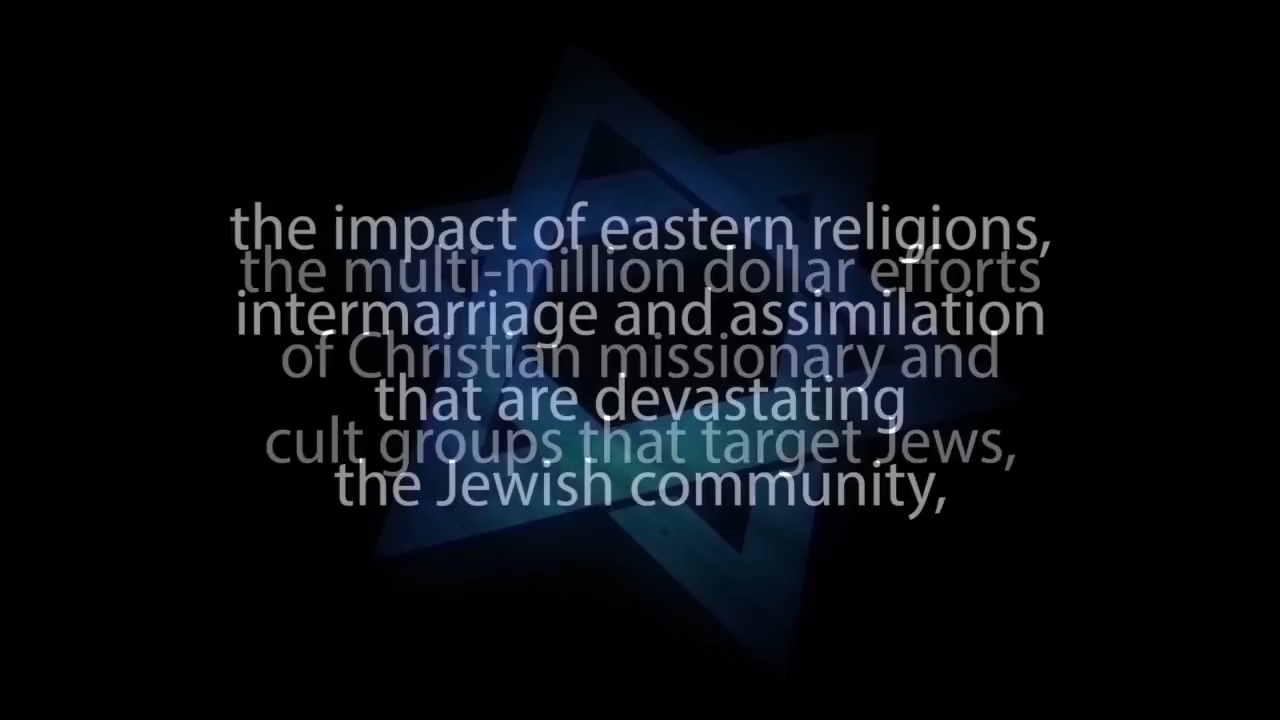 the impact of eastern religions,
the multi-million dollar efforts
intermarriage and assimilation
of Christian missionary and
that are devastating
cult groups that target Jews,
the Jewish community,